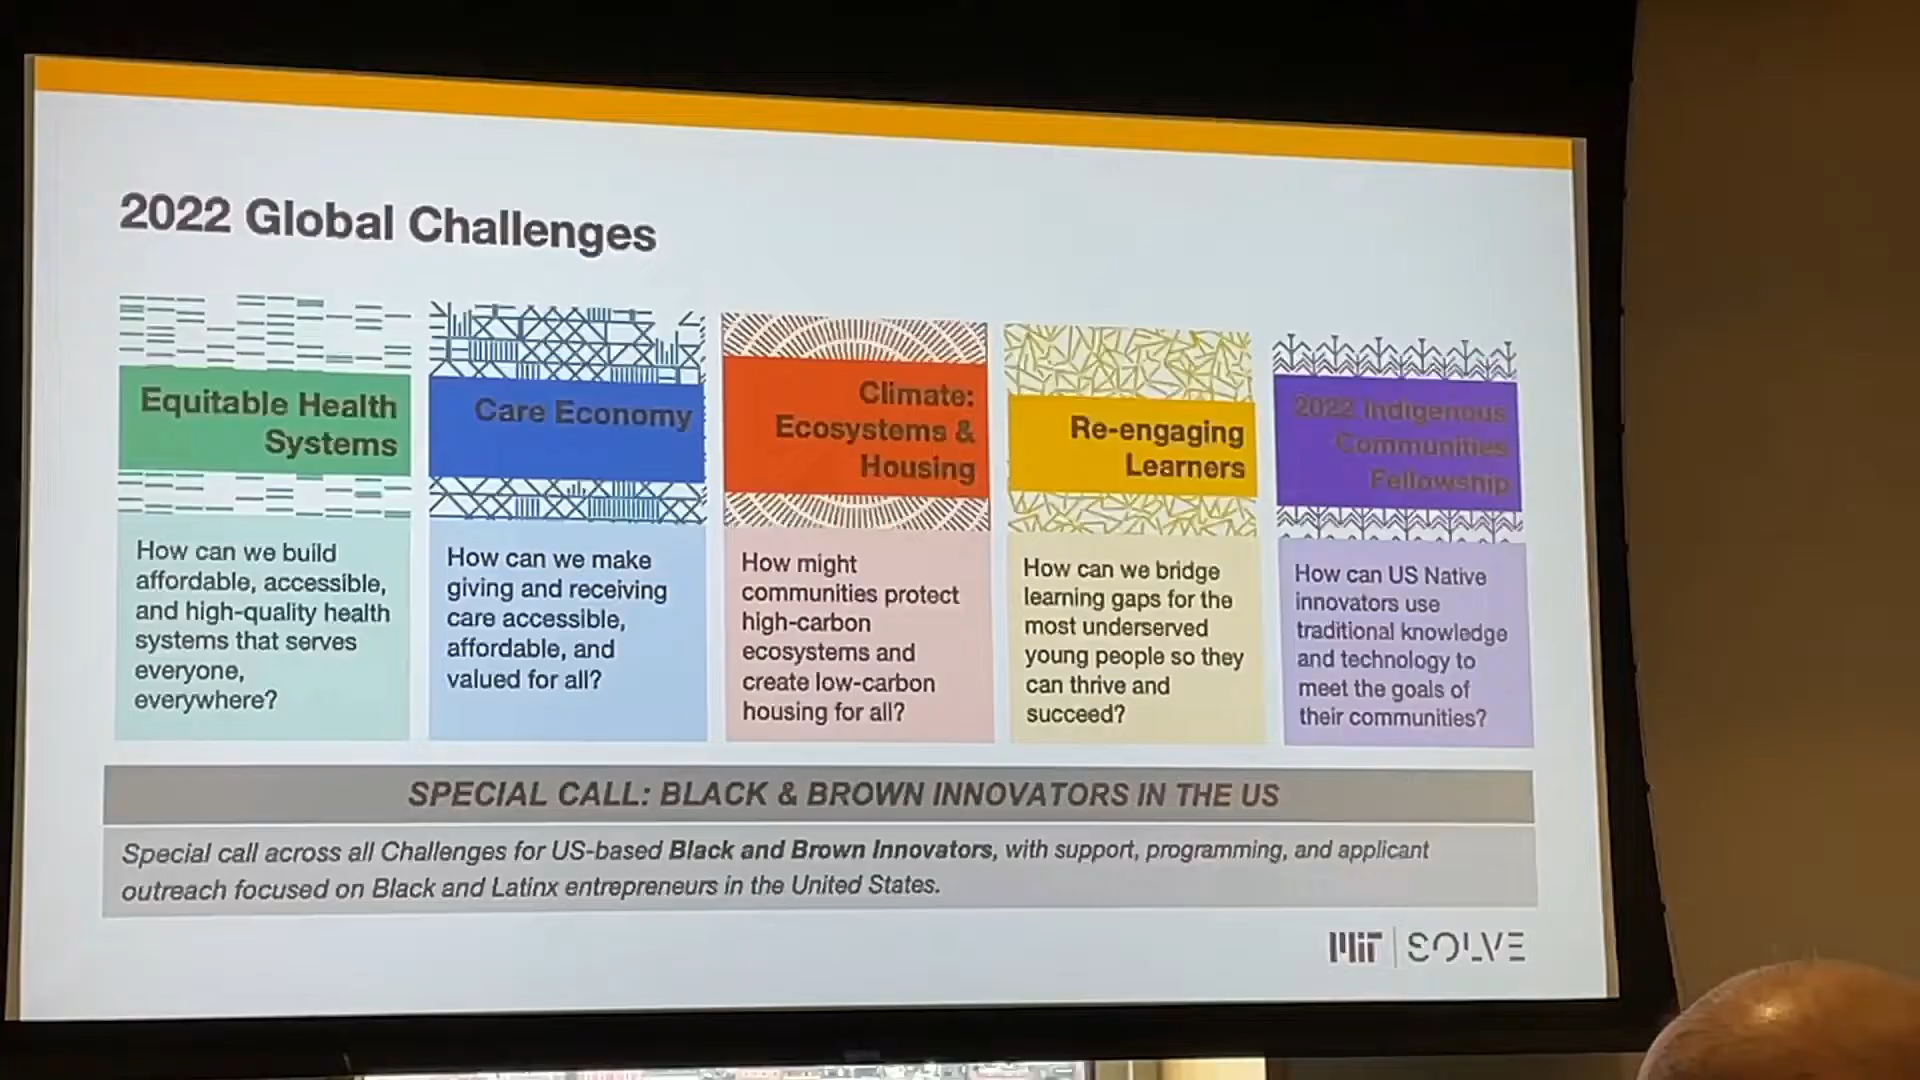 2022 Global Challenges
Equitable Health
Systems
How can we build
affordable, accessible,
and high-quality health
systems that serves
everyone,
everywhere?
Care Economy
How can we make
giving and receiving
care accessible,
affordable, and
valued for all?
Climate:
Ecosystems &
Housing
How might
communities protect
high-carbon
ecosystems and
create low-carbon
housing for all?
Re-engaging
Learners
How can we bridge
learning gaps for the
most underserved
young people so they
can thrive and
succeed?
2022 Indigenous
Communities
Fellowship
How can US Native
innovators use
traditional knowledge
and technology to
meet the goals of
their communities?
SPECIAL CALL: BLACK & BROWN INNOVATORS IN THE US
Special call across all Challenges for US-based Black and Brown Innovators, with support, programming, and applicant
outreach focused on Black and Latinx entrepreneurs in the United States.
MIT | SOLVE